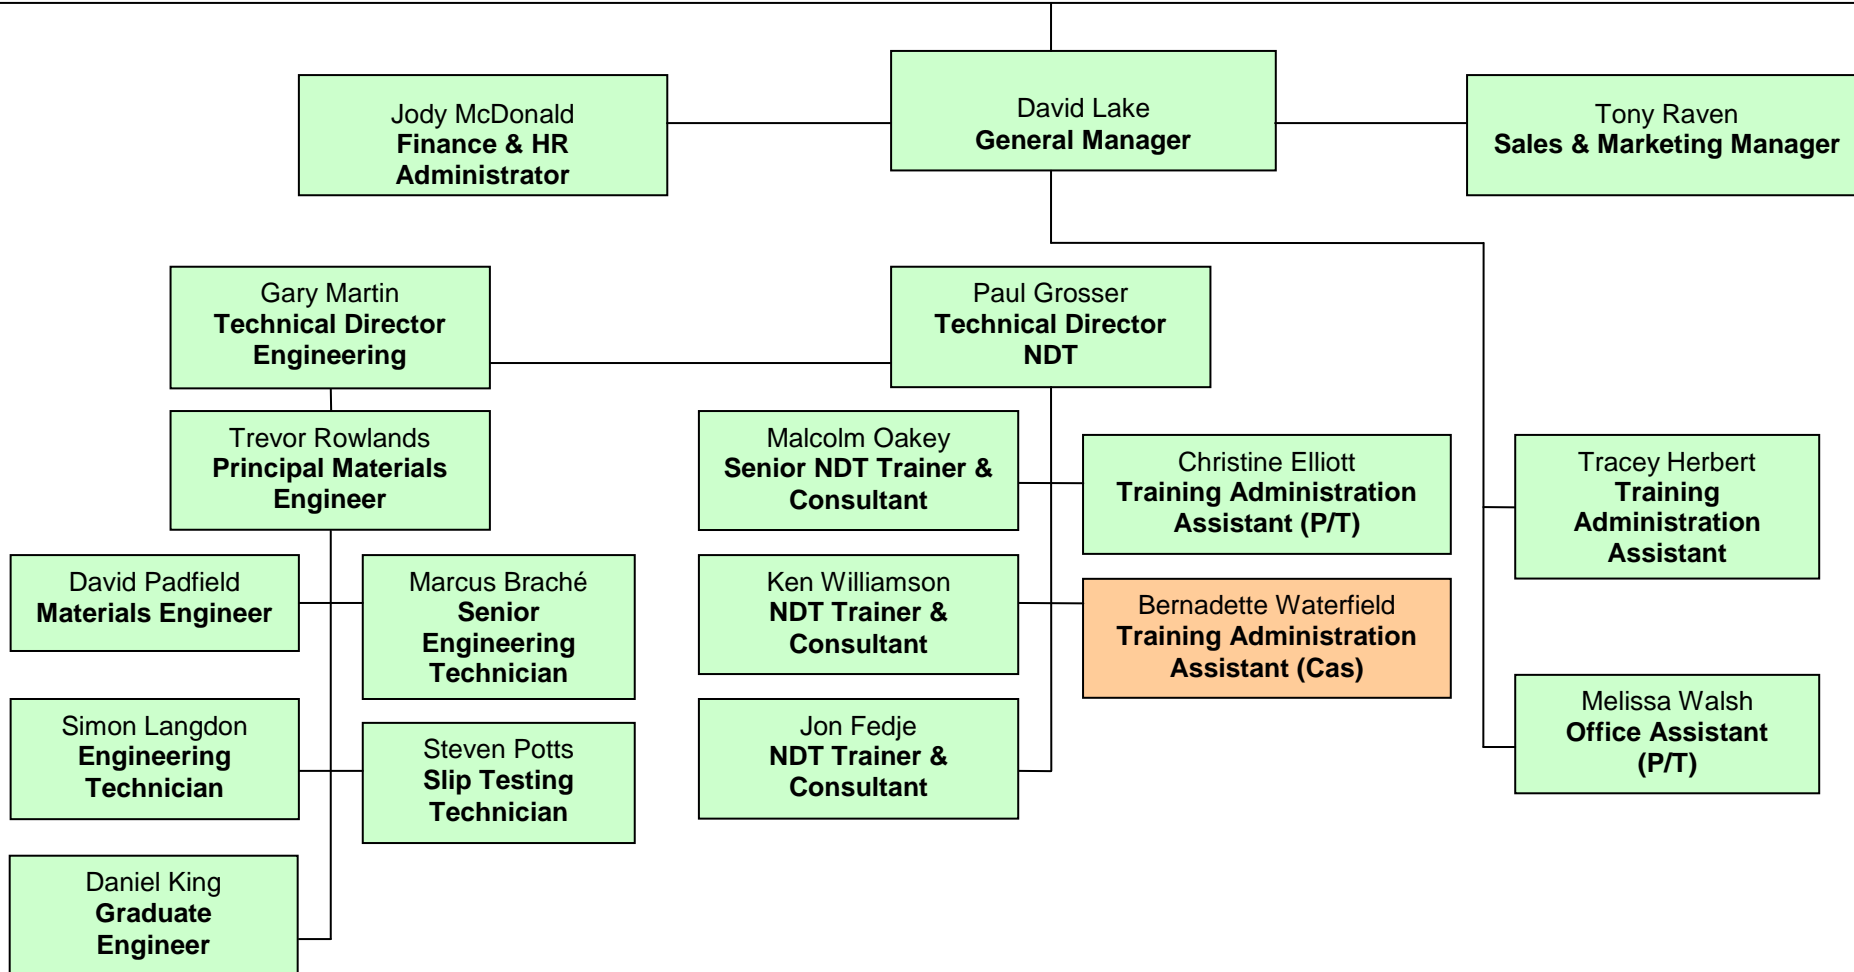 Jody McDonald
Finance & HR
Administrator
David Lake
General Manager
Tony Raven
Sales & Marketing Manager
Gary Martin
Technical Director
Engineering
Paul Grosser
Technical Director
NDT
Trevor Rowlands
Principal Materials
Engineer
Malcolm Oakey
Senior NDT Trainer &
Consultant
Christine Elliott
Training Administration
Assistant (P/T)
Tracey Herbert
Training
Administration
Assistant
David Padfield
Materials Engineer
Marcus Braché
Senior
Engineering
Technician
Ken Williamson
NDT Trainer &
Consultant
Bernadette Waterfield
Training Administration
Assistant (Cas)
Simon Langdon
Engineering
Technician
Steven Potts
Slip Testing
Technician
Jon Fedje
NDT Trainer &
Consultant
Melissa Walsh
Office Assistant
(P/T)
Daniel King
Graduate
Engineer